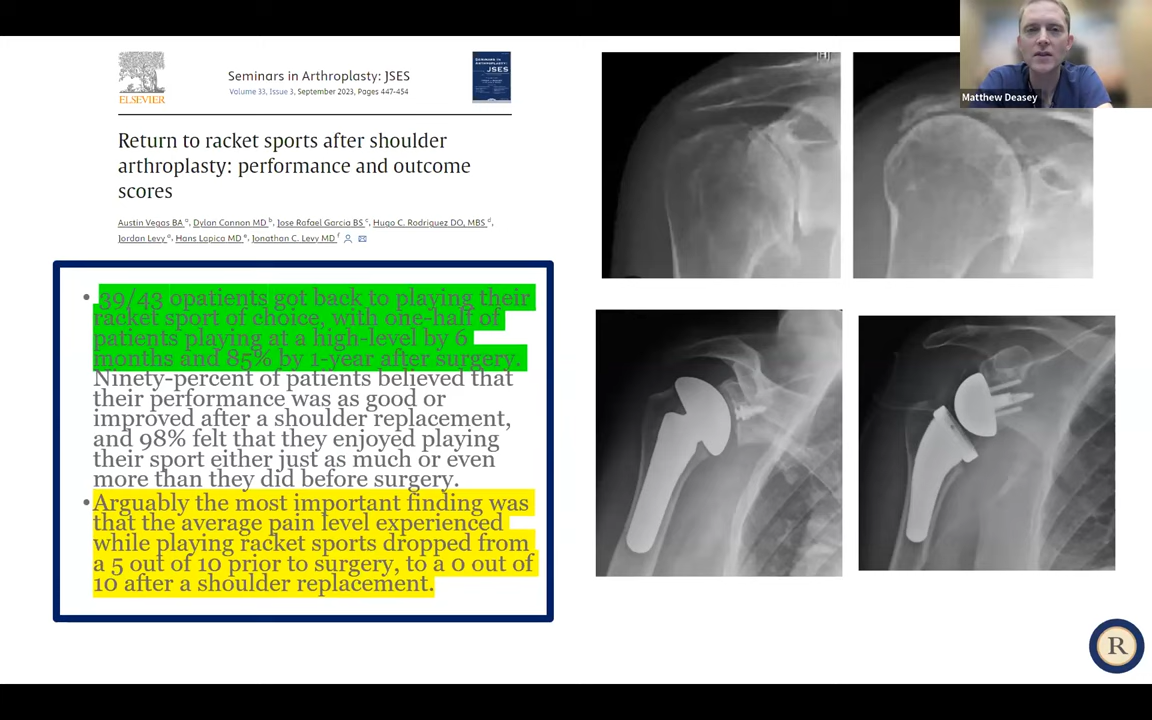 Matthew Deasey
ELSEVIER
Seminars in Arthroplasty: JSES
Volume 33, Issue 3, September 2023, Pages 447-454
JSES
Return to racket sports after shoulder
arthroplasty: performance and outcome
scores
Austin Vegas BA a, Dylan Cannon MD b, Jose Rafael Garcia BS c, Hugo C. Rodriguez DO, MBS d,
Jordan Levy a, Hans Lapica MD e, Jonathan C. Levy MD f
• 39/43 opatients got back to playing their
racket sport of choice, with one-half of
patients playing at a high-level by 6
months and 85% by 1-year after surgery.
Ninety-percent of patients believed that
their performance was as good or
improved after a shoulder replacement,
and 98% felt that they enjoyed playing
their sport either just as much or even
more than they did before surgery.
• Arguably the most important finding was
that the average pain level experienced
while playing racket sports dropped from
a 5 out of 10 prior to surgery, to a 0 out of
10 after a shoulder replacement.
R